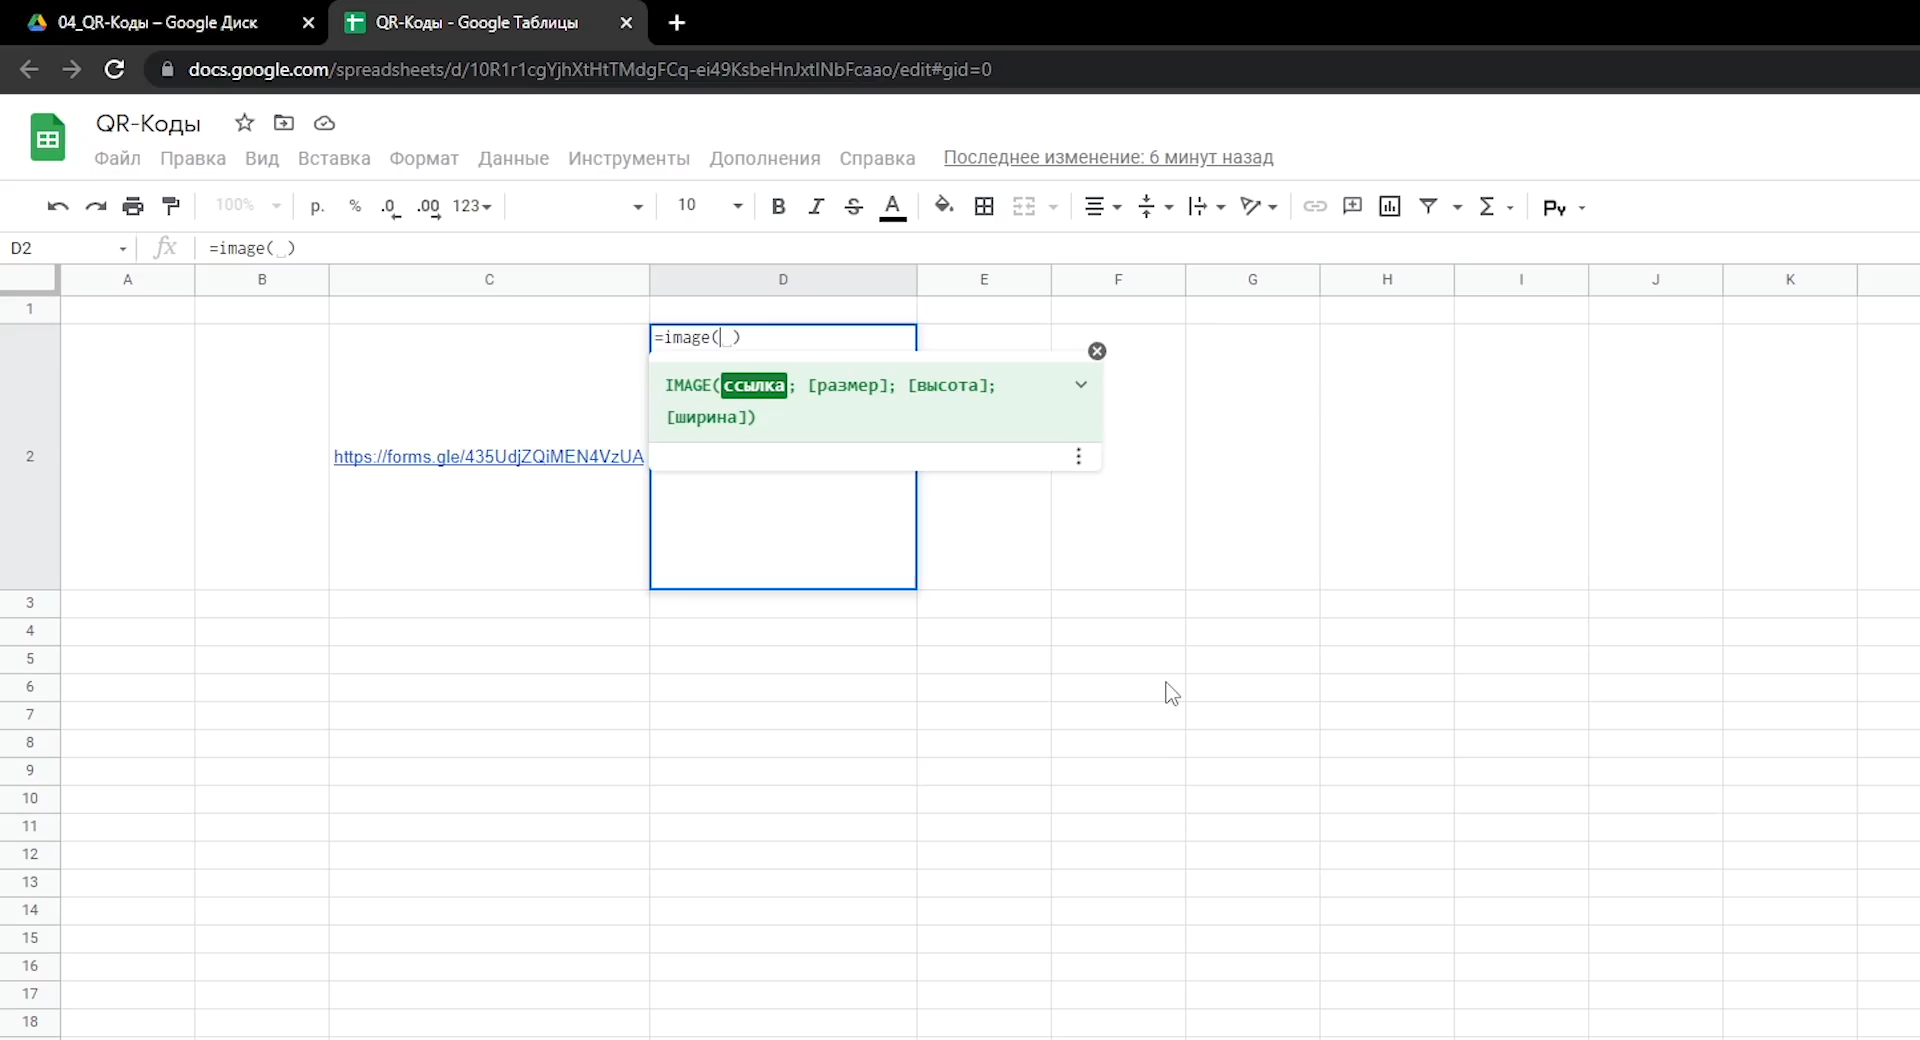 04_QR-Коды – Google Диск
QR-Коды - Google Таблицы
docs.google.com/spreadsheets/d/10R1r1cgYjhXtHtTMdgFCq-ei49KsbeHnJxtINbFcaao/edit#gid=0
QR-Коды
Файл Правка Вид Вставка Формат Данные Инструменты Дополнения Справка Последнее изменение: 6 минут назад
100% р. % .0 .00 123 10 B I S A Σ Ру
D2 fx =image(_)
A B C D E F G H I J K
1
=image(_)
IMAGE(ссылка; [размер]; [высота];
[ширина])
2 https://forms.gle/435UdjZQiMEN4VzUA
3
4
5
6
7
8
9
10
11
12
13
14
15
16
17
18